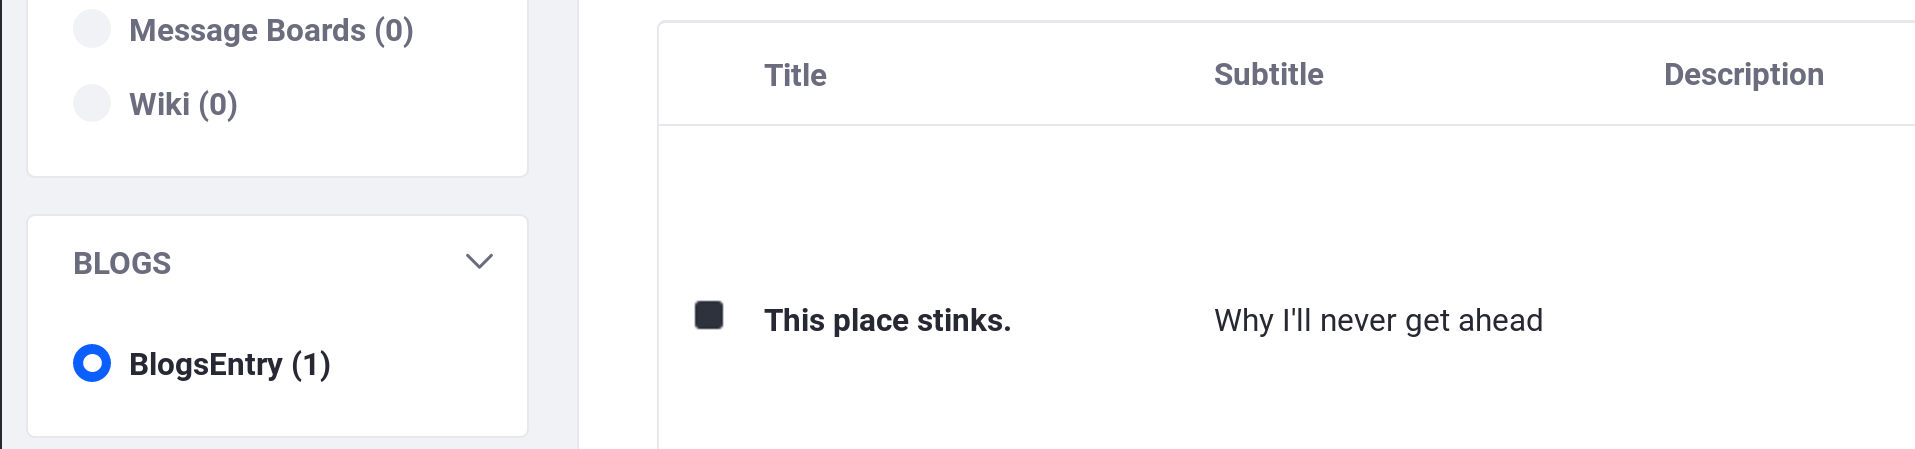 Message Boards (0)
Wiki (0)
BLOGS
BlogsEntry (1)
Title Subtitle Description
This place stinks. Why I'll never get ahead